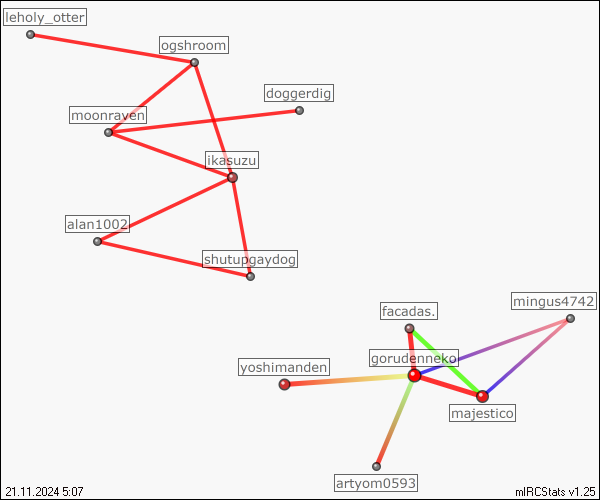 leholy_otter
ogshroom
doggerdig
moonraven
ikasuzu
alan1002
shutupgaydog
mingus4742
facadas.
gorudenneko
yoshimanden
majestico
artyom0593
21.11.2024 5:07
mIRCStats v1.25